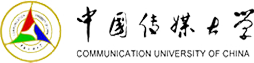 中国传媒大学
COMMUNICATION UNIVERSITY OF CHINA